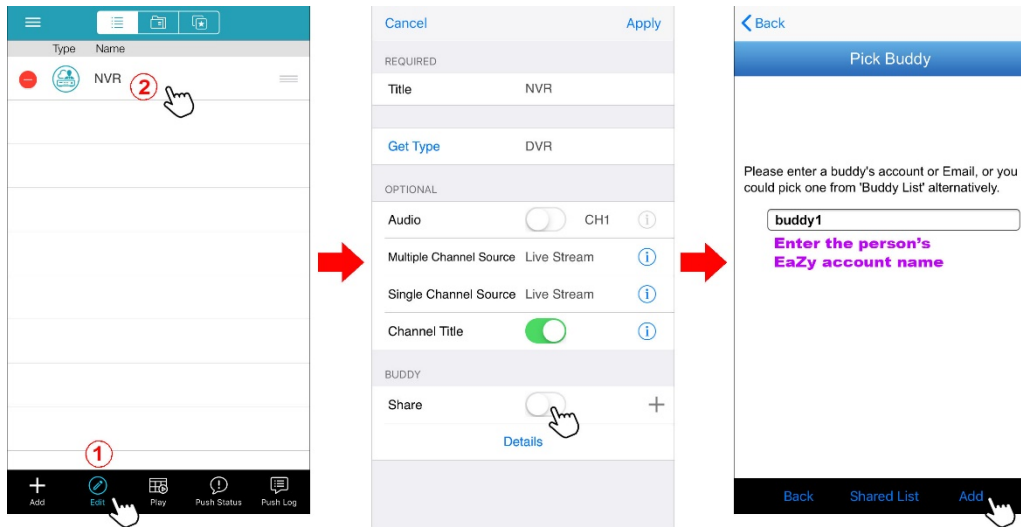 Type Name
NVR
2
1
Add Edit Play Push Status Push Log
Cancel Apply
REQUIRED
Title NVR
Get Type DVR
OPTIONAL
Audio CH1
Multiple Channel Source Live Stream
Single Channel Source Live Stream
Channel Title
BUDDY
Share
Details
Back
Pick Buddy
Please enter a buddy's account or Email, or you
could pick one from 'Buddy List' alternatively.
buddy1
Enter the person's
EaZy account name
Back Shared List Add